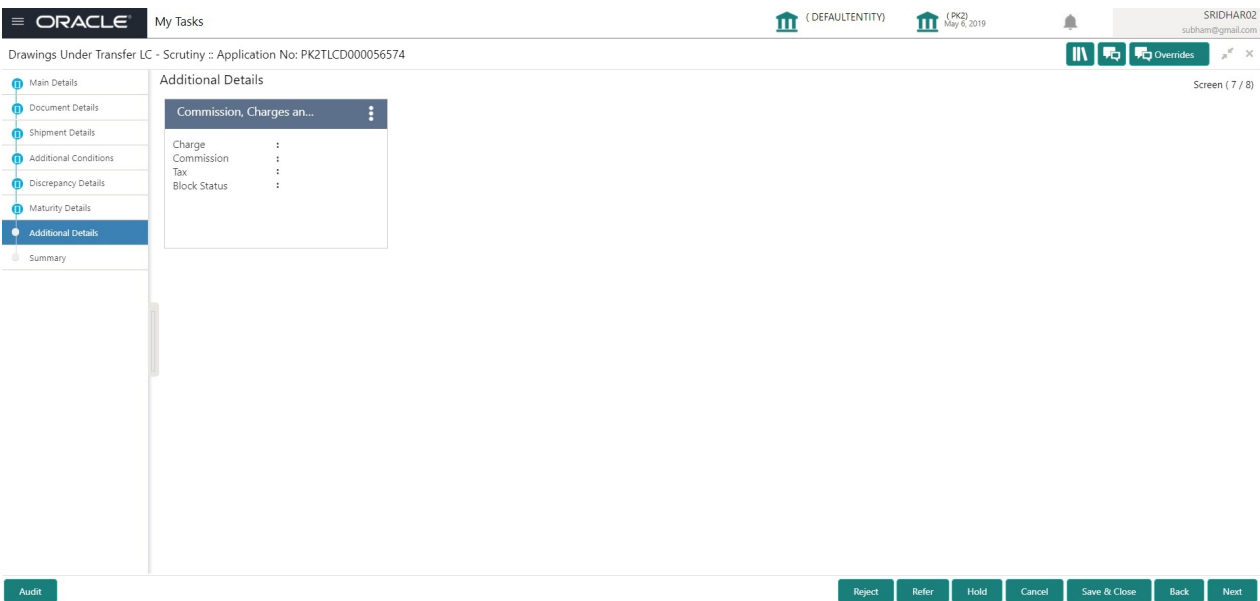 ORACLE®
My Tasks
( DEFAULTENTITY)
( PK2)
May 6, 2019
SRIDHAR02
subham@gmail.com
Drawings Under Transfer LC - Scrutiny :: Application No: PK2TLCD000056574
Overrides
Main Details
Document Details
Shipment Details
Additional Conditions
Discrepancy Details
Maturity Details
Additional Details
Summary
Additional Details
Screen ( 7 / 8)
Commission, Charges an...
Charge :
Commission :
Tax :
Block Status :
Audit
Reject
Refer
Hold
Cancel
Save & Close
Back
Next